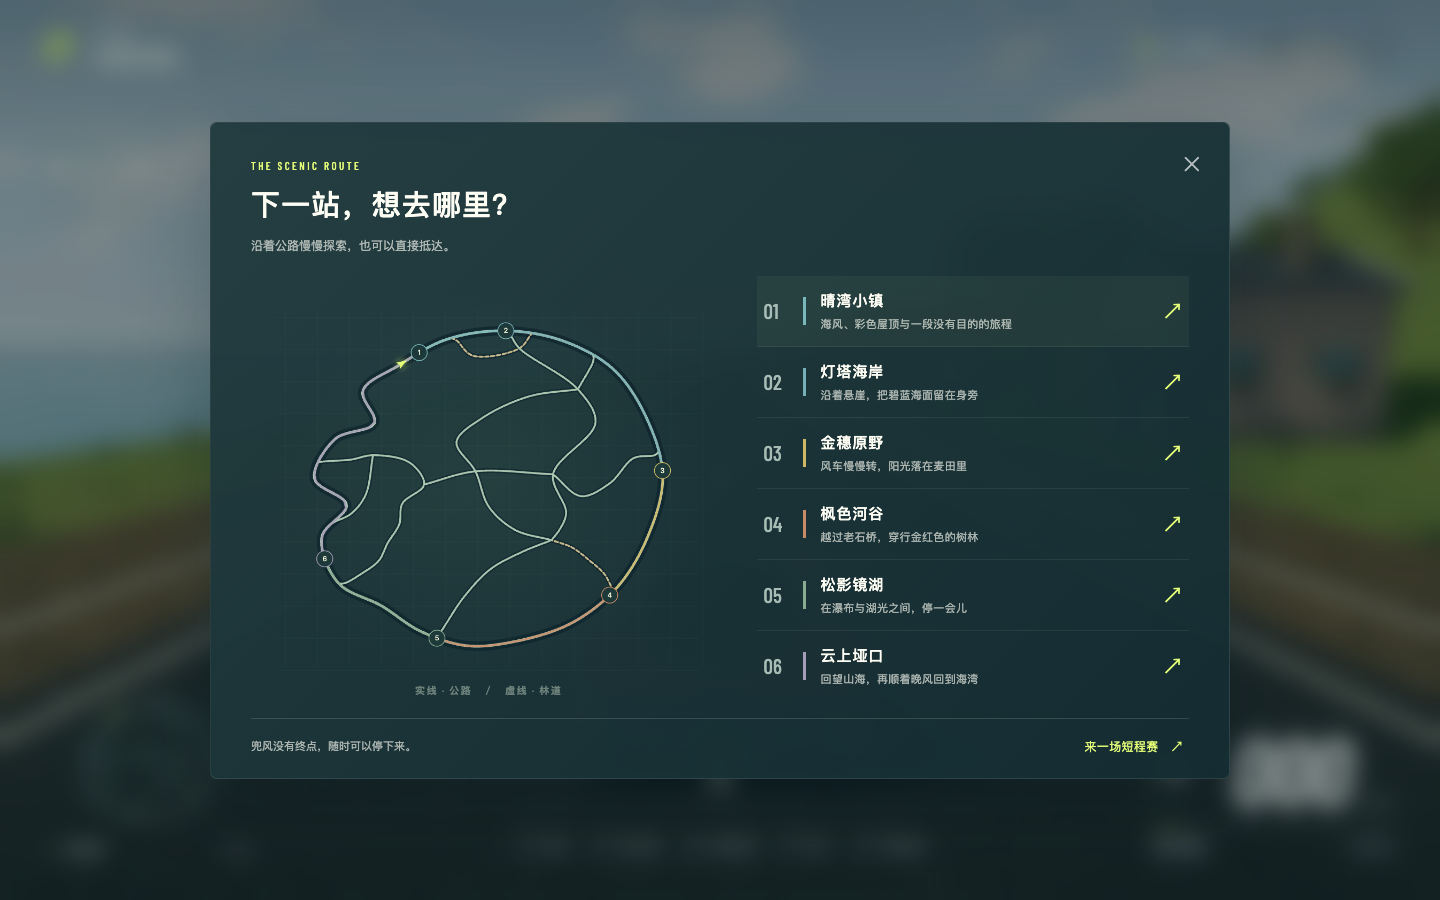 THE SCENIC ROUTE
下一站，想去哪里?
沿着公路慢慢探索，也可以直接抵达。
1
2
3
4
5
6
实线 · 公路 / 虚线 · 林道
01
晴湾小镇
海风、彩色屋顶与一段没有目的的旅程
02
灯塔海岸
沿着悬崖，把碧蓝海面留在身旁
03
金穗原野
风车慢慢转，阳光落在麦田里
04
枫色河谷
越过老石桥，穿行金红色的树林
05
松影镜湖
在瀑布与湖光之间，停一会儿
06
云上垭口
回望山海，再顺着晚风回到海湾
兜风没有终点，随时可以停下来。
来一场短程赛